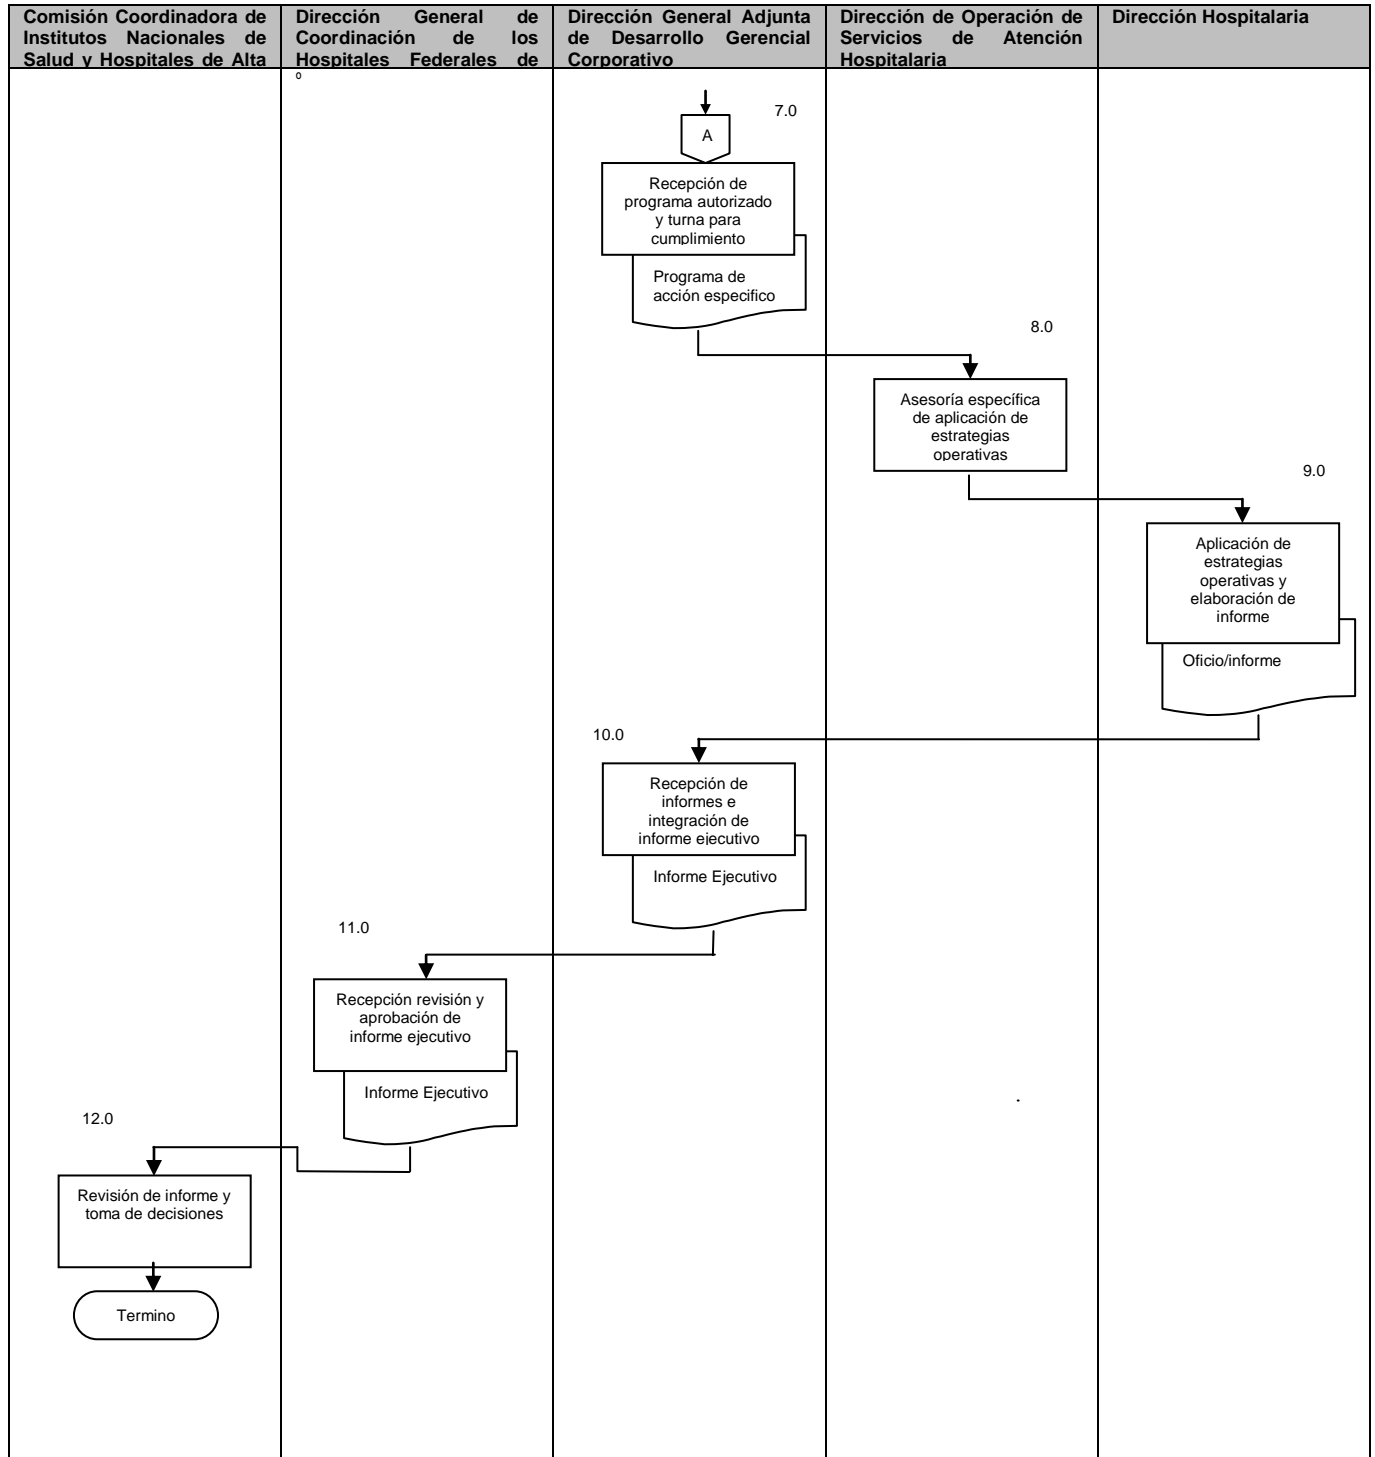 Comisión Coordinadora de
Institutos Nacionales de
Salud y Hospitales de Alta
Dirección General de
Coordinación de los
Hospitales Federales de
o
Dirección General Adjunta
de Desarrollo Gerencial
Corporativo
Dirección de Operación de
Servicios de Atención
Hospitalaria
Dirección Hospitalaria
7.0
A
Recepción de
programa autorizado
y turna para
cumplimiento
Programa de
acción especifico
8.0
Asesoría específica
de aplicación de
estrategias
operativas
9.0
Aplicación de
estrategias
operativas y
elaboración de
informe
Oficio/informe
10.0
Recepción de
informes e
integración de
informe ejecutivo
Informe Ejecutivo
11.0
Recepción revisión y
aprobación de
informe ejecutivo
Informe Ejecutivo
.
12.0
Revisión de informe y
toma de decisiones
Termino